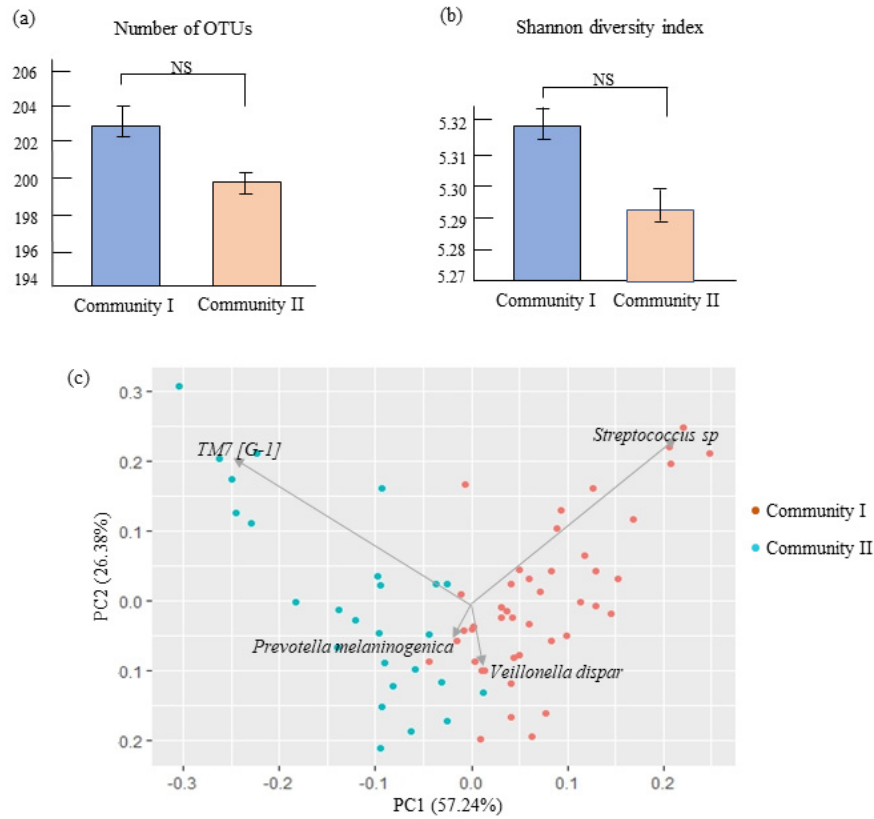 (a)
Number of OTUs
NS
206
204
202
200
198
196
194
Community I Community II
(b)
Shannon diversity index
NS
5.32
5.31
5.30
5.29
5.28
5.27
Community I Community II
(c)
PC2 (26.38%)
0.3
0.2
0.1
0.0
0.1
0.2
TM7 [G-1]
Streptococcus sp
Prevotella melaninogenica
Veillonella dispar
-0.3 -0.2 -0.1 0.0 0.1 0.2
PC1 (57.24%)
Community I
Community II